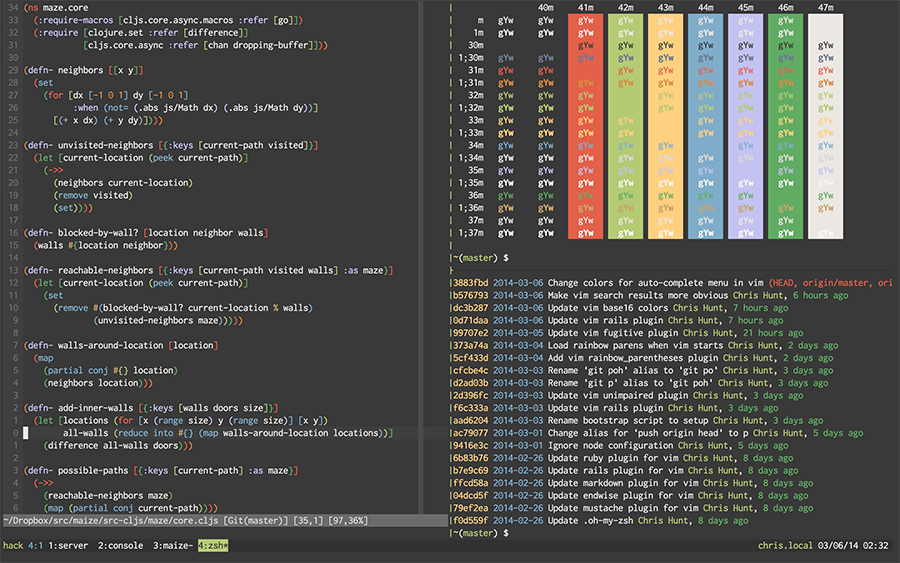 34 (ns maze.core
33 (:require-macros [cljs.core.async.macros :refer [go]])
32 (:require [clojure.set :refer [difference]]
31 [cljs.core.async :refer [chan dropping-buffer]]))
30
29 (defn- neighbors [[x y]]
28 (set
27 (for [dx [-1 0 1] dy [-1 0 1]
26 :when (not= (.abs js/Math dx) (.abs js/Math dy))]
25 [(+ x dx) (+ y dy)])))
24
23 (defn- unvisited-neighbors [{:keys [current-path visited]}]
22 (let [current-location (peek current-path)]
21 (->>
20 (neighbors current-location)
19 (remove visited)
18 (set))))
17
16 (defn- blocked-by-wall? [location neighbor walls]
15 (walls #{location neighbor}))
14
13 (defn- reachable-neighbors [{:keys [current-path visited walls] :as maze}]
12 (let [current-location (peek current-path)]
11 (set
10 (remove #(blocked-by-wall? current-location % walls)
9 (unvisited-neighbors maze)))))
8
7 (defn- walls-around-location [location]
6 (map
5 (partial conj #{} location)
4 (neighbors location)))
3
2 (defn- add-inner-walls [{:keys [walls doors size]}]
1 (let [locations (for [x (range size) y (range size)] [x y])
0 all-walls (reduce into #{} (map walls-around-location locations))]
1 (difference all-walls doors)))
2
3 (defn- possible-paths [{:keys [current-path] :as maze}]
4 (->>
5 (reachable-neighbors maze)
6 (map (partial conj current-path))))
~/Dropbox/src/maize/src-cljs/maze/core.cljs [Git(master)] [35,1] [97,36%]
40m 41m 42m 43m 44m 45m 46m 47m
m gYw gYw gYw gYw gYw gYw gYw gYw gYw
1m gYw gYw gYw gYw gYw gYw gYw gYw gYw
30m gYw gYw gYw gYw gYw gYw gYw
1;30m gYw gYw gYw gYw gYw gYw gYw gYw gYw
31m gYw gYw gYw gYw gYw gYw gYw gYw
1;31m gYw gYw gYw gYw gYw gYw gYw gYw gYw
32m gYw gYw gYw gYw gYw gYw gYw gYw
1;32m gYw gYw gYw gYw gYw gYw gYw gYw
33m gYw gYw gYw gYw gYw gYw gYw gYw
1;33m gYw gYw gYw gYw gYw gYw gYw gYw
34m gYw gYw gYw gYw gYw gYw gYw gYw
1;34m gYw gYw gYw gYw gYw gYw gYw gYw gYw
35m gYw gYw gYw gYw gYw gYw gYw gYw
1;35m gYw gYw gYw gYw gYw gYw gYw gYw gYw
36m gYw gYw gYw gYw gYw gYw gYw gYw
1;36m gYw gYw gYw gYw gYw gYw gYw gYw gYw
37m gYw gYw gYw gYw gYw gYw gYw gYw
1;37m gYw gYw gYw gYw gYw gYw gYw gYw gYw
~(master) $
3883fbd 2014-03-06 Change colors for auto-complete menu in vim (HEAD, origin/master, ori
b576793 2014-03-06 Make vim search results more obvious Chris Hunt, 6 hours ago
dc3b287 2014-03-06 Update vim base16 colors Chris Hunt, 7 hours ago
0d71daa 2014-03-06 Update vim rails plugin Chris Hunt, 7 hours ago
99707e2 2014-03-05 Update vim fugitive plugin Chris Hunt, 21 hours ago
373a74a 2014-03-04 Load rainbow parens when vim starts Chris Hunt, 2 days ago
5cf433d 2014-03-04 Add vim rainbow_parentheses plugin Chris Hunt, 2 days ago
cfcbe4c 2014-03-03 Rename 'git poh' alias to 'git po' Chris Hunt, 3 days ago
d2ad03b 2014-03-03 Rename 'git p' alias to 'git poh' Chris Hunt, 3 days ago
2d396fc 2014-03-03 Update vim unimpaired plugin Chris Hunt, 3 days ago
f6c333a 2014-03-03 Update vim rails plugin Chris Hunt, 3 days ago
aad6204 2014-03-03 Rename bootstrap script to setup Chris Hunt, 3 days ago
ac79077 2014-03-01 Change alias for 'push origin head' to p Chris Hunt, 5 days ago
9416e3c 2014-03-01 Ignore node configuration Chris Hunt, 5 days ago
6b83b76 2014-02-26 Update ruby plugin for vim Chris Hunt, 8 days ago
b7e9c69 2014-02-26 Update rails plugin for vim Chris Hunt, 8 days ago
ffcd58a 2014-02-26 Update markdown plugin for vim Chris Hunt, 8 days ago
04dcd5f 2014-02-26 Update endwise plugin for vim Chris Hunt, 8 days ago
79ef2ea 2014-02-26 Update mustache plugin for vim Chris Hunt, 8 days ago
f0d559f 2014-02-26 Update .oh-my-zsh Chris Hunt, 8 days ago
~(master) $
hack 4:1 1:server 2:console 3:maize- 4:zsh* chris.local 03/06/14 02:32